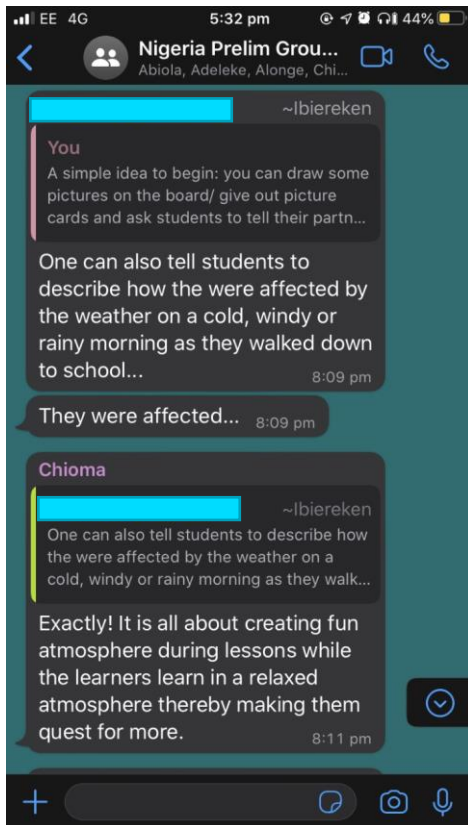 EE 4G 5:32 pm 44%
Nigeria Prelim Grou...
Abiola, Adeleke, Alonge, Chi...
~Ibiereken
You
A simple idea to begin: you can draw some
pictures on the board/ give out picture
cards and ask students to tell their partn...
One can also tell students to
describe how the were affected by
the weather on a cold, windy or
rainy morning as they walked down
to school...
8:09 pm
They were affected... 8:09 pm
Chioma
~Ibiereken
One can also tell students to describe how
the were affected by the weather on a
cold, windy or rainy morning as they walk...
Exactly! It is all about creating fun
atmosphere during lessons while
the learners learn in a relaxed
atmosphere thereby making them
quest for more.
8:11 pm